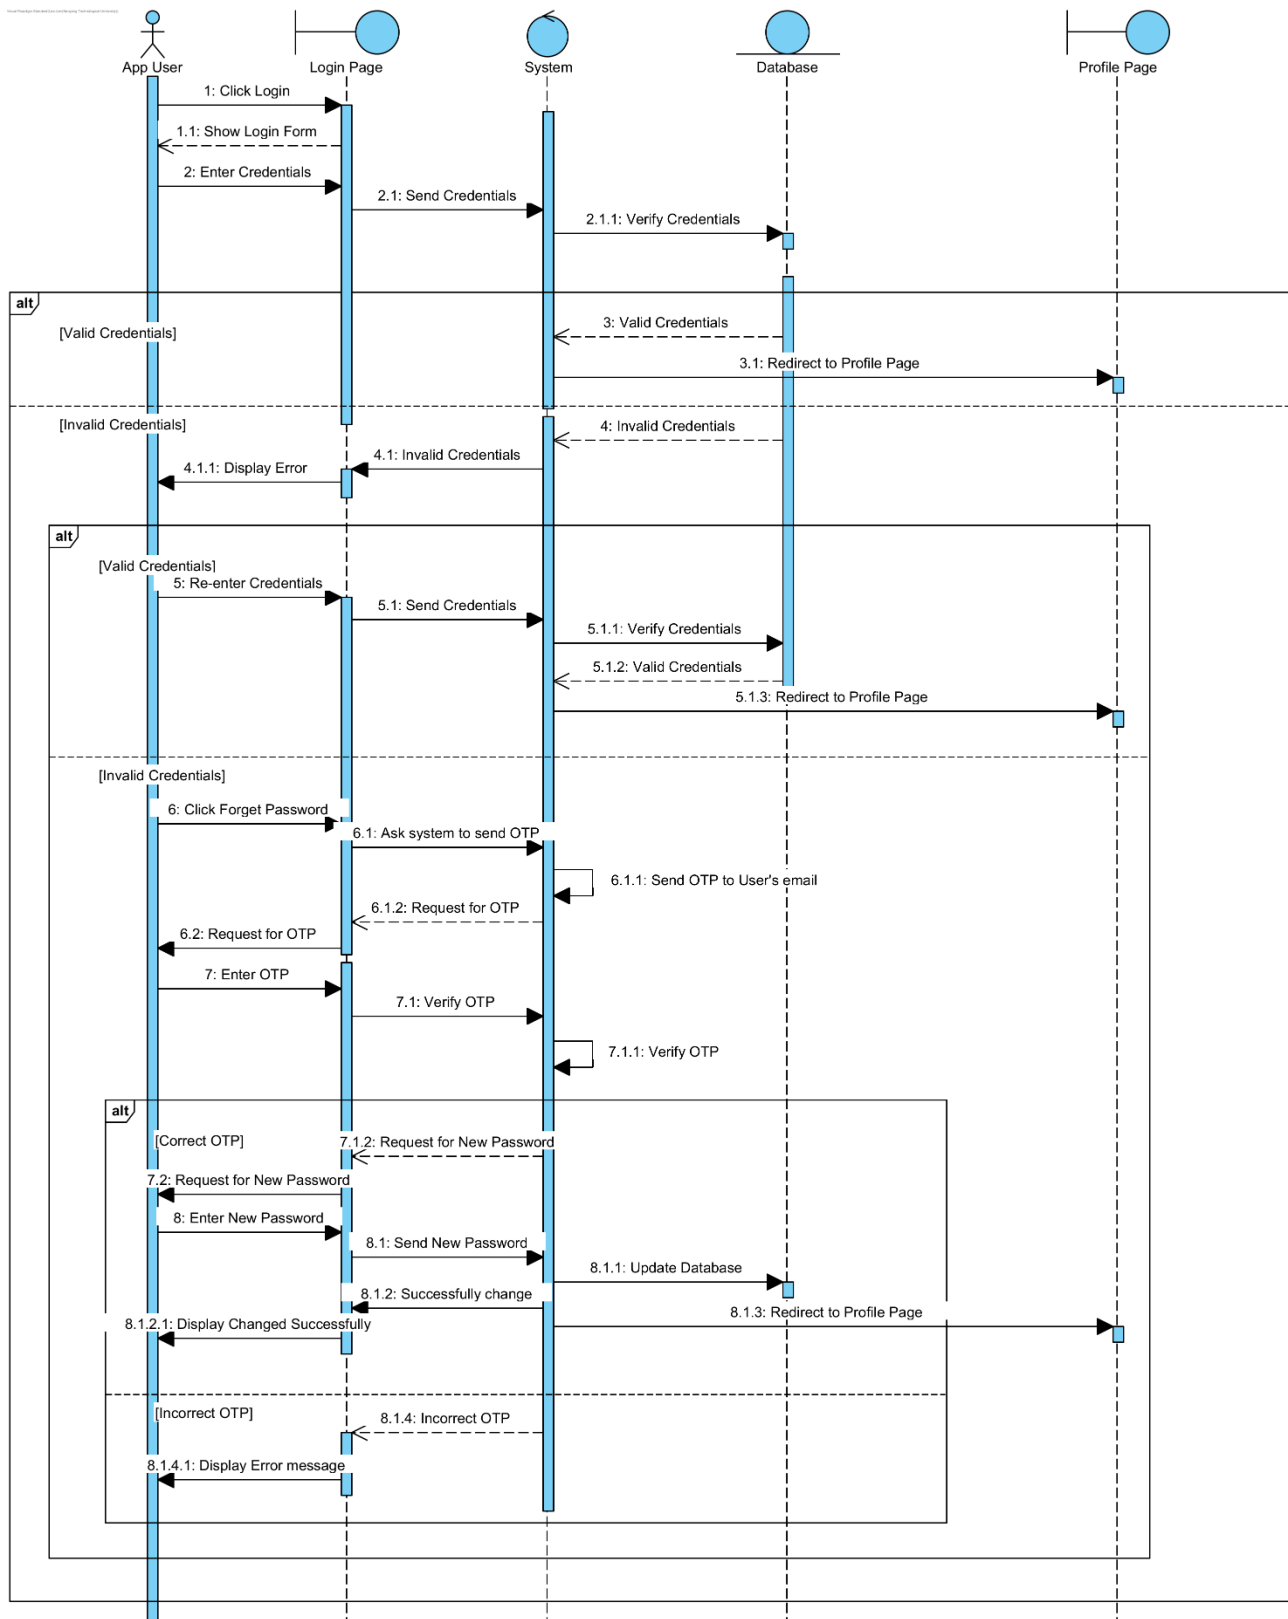 App User
Login Page
System
Database
Profile Page
1: Click Login
1.1: Show Login Form
2: Enter Credentials
2.1: Send Credentials
2.1.1: Verify Credentials
alt
[Valid Credentials]
3: Valid Credentials
3.1: Redirect to Profile Page
[Invalid Credentials]
4: Invalid Credentials
4.1: Invalid Credentials
4.1.1: Display Error
alt
[Valid Credentials]
5: Re-enter Credentials
5.1: Send Credentials
5.1.1: Verify Credentials
5.1.2: Valid Credentials
5.1.3: Redirect to Profile Page
[Invalid Credentials]
6: Click Forget Password
6.1: Ask system to send OTP
6.1.1: Send OTP to User's email
6.1.2: Request for OTP
6.2: Request for OTP
7: Enter OTP
7.1: Verify OTP
7.1.1: Verify OTP
alt
[Correct OTP]
7.1.2: Request for New Password
7.2: Request for New Password
8: Enter New Password
8.1: Send New Password
8.1.1: Update Database
8.1.2: Successfully change
8.1.3: Redirect to Profile Page
8.1.2.1: Display Changed Successfully
[Incorrect OTP]
8.1.4: Incorrect OTP
8.1.4.1: Display Error message